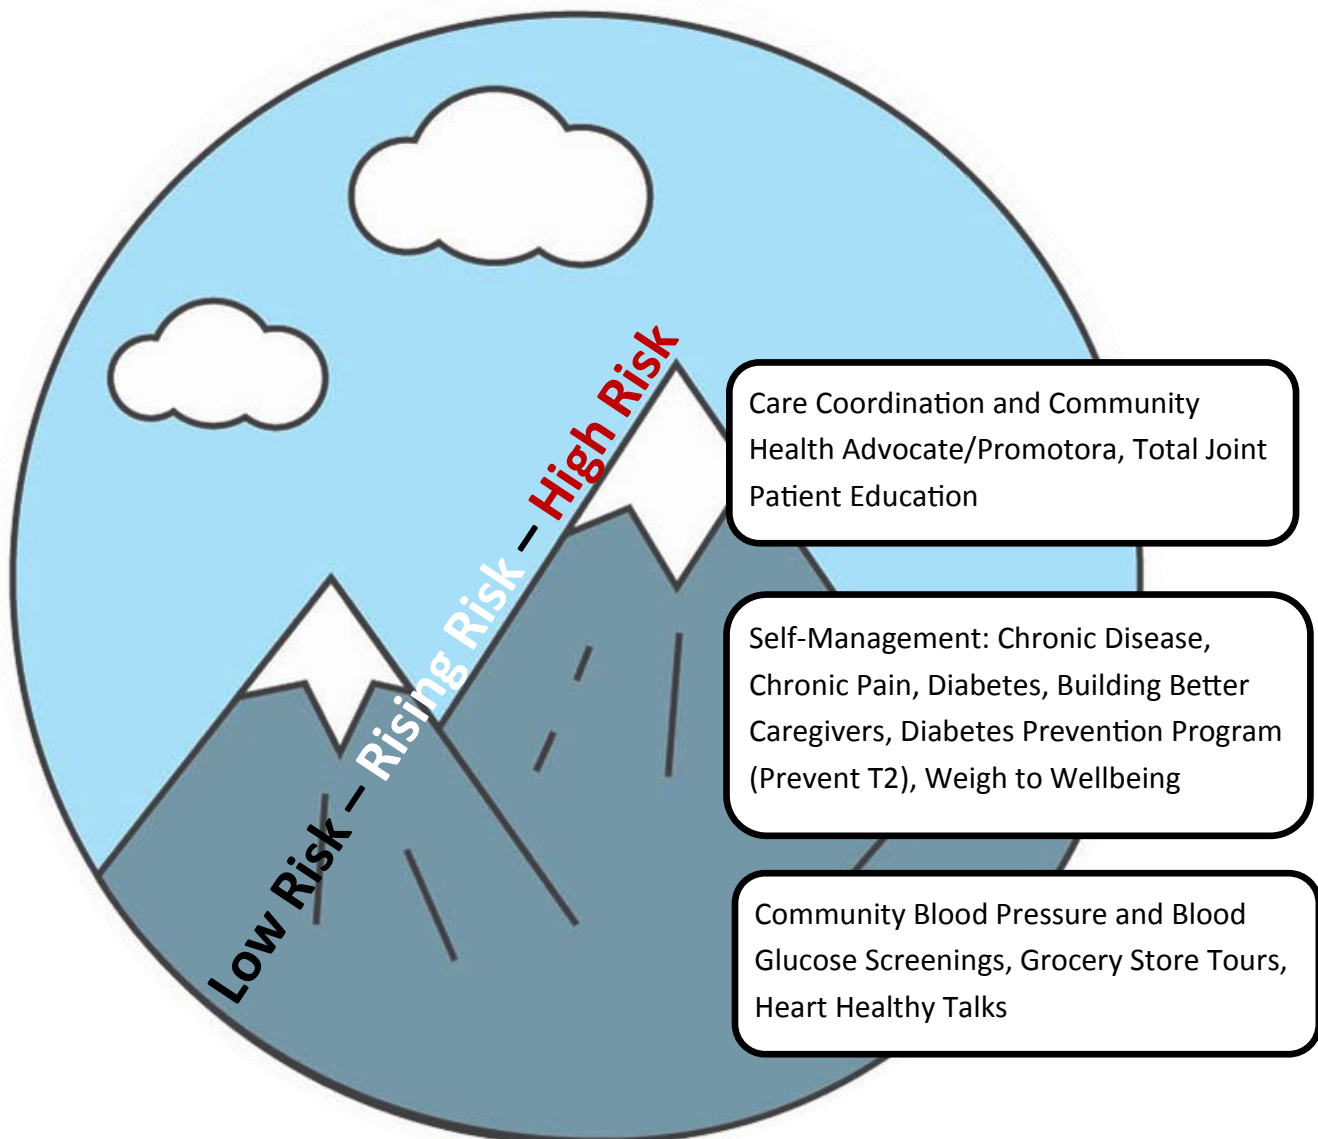 Low Risk – Rising Risk – High Risk
Care Coordination and Community
Health Advocate/Promotora, Total Joint
Patient Education
Self-Management: Chronic Disease,
Chronic Pain, Diabetes, Building Better
Caregivers, Diabetes Prevention Program
(Prevent T2), Weigh to Wellbeing
Community Blood Pressure and Blood
Glucose Screenings, Grocery Store Tours,
Heart Healthy Talks